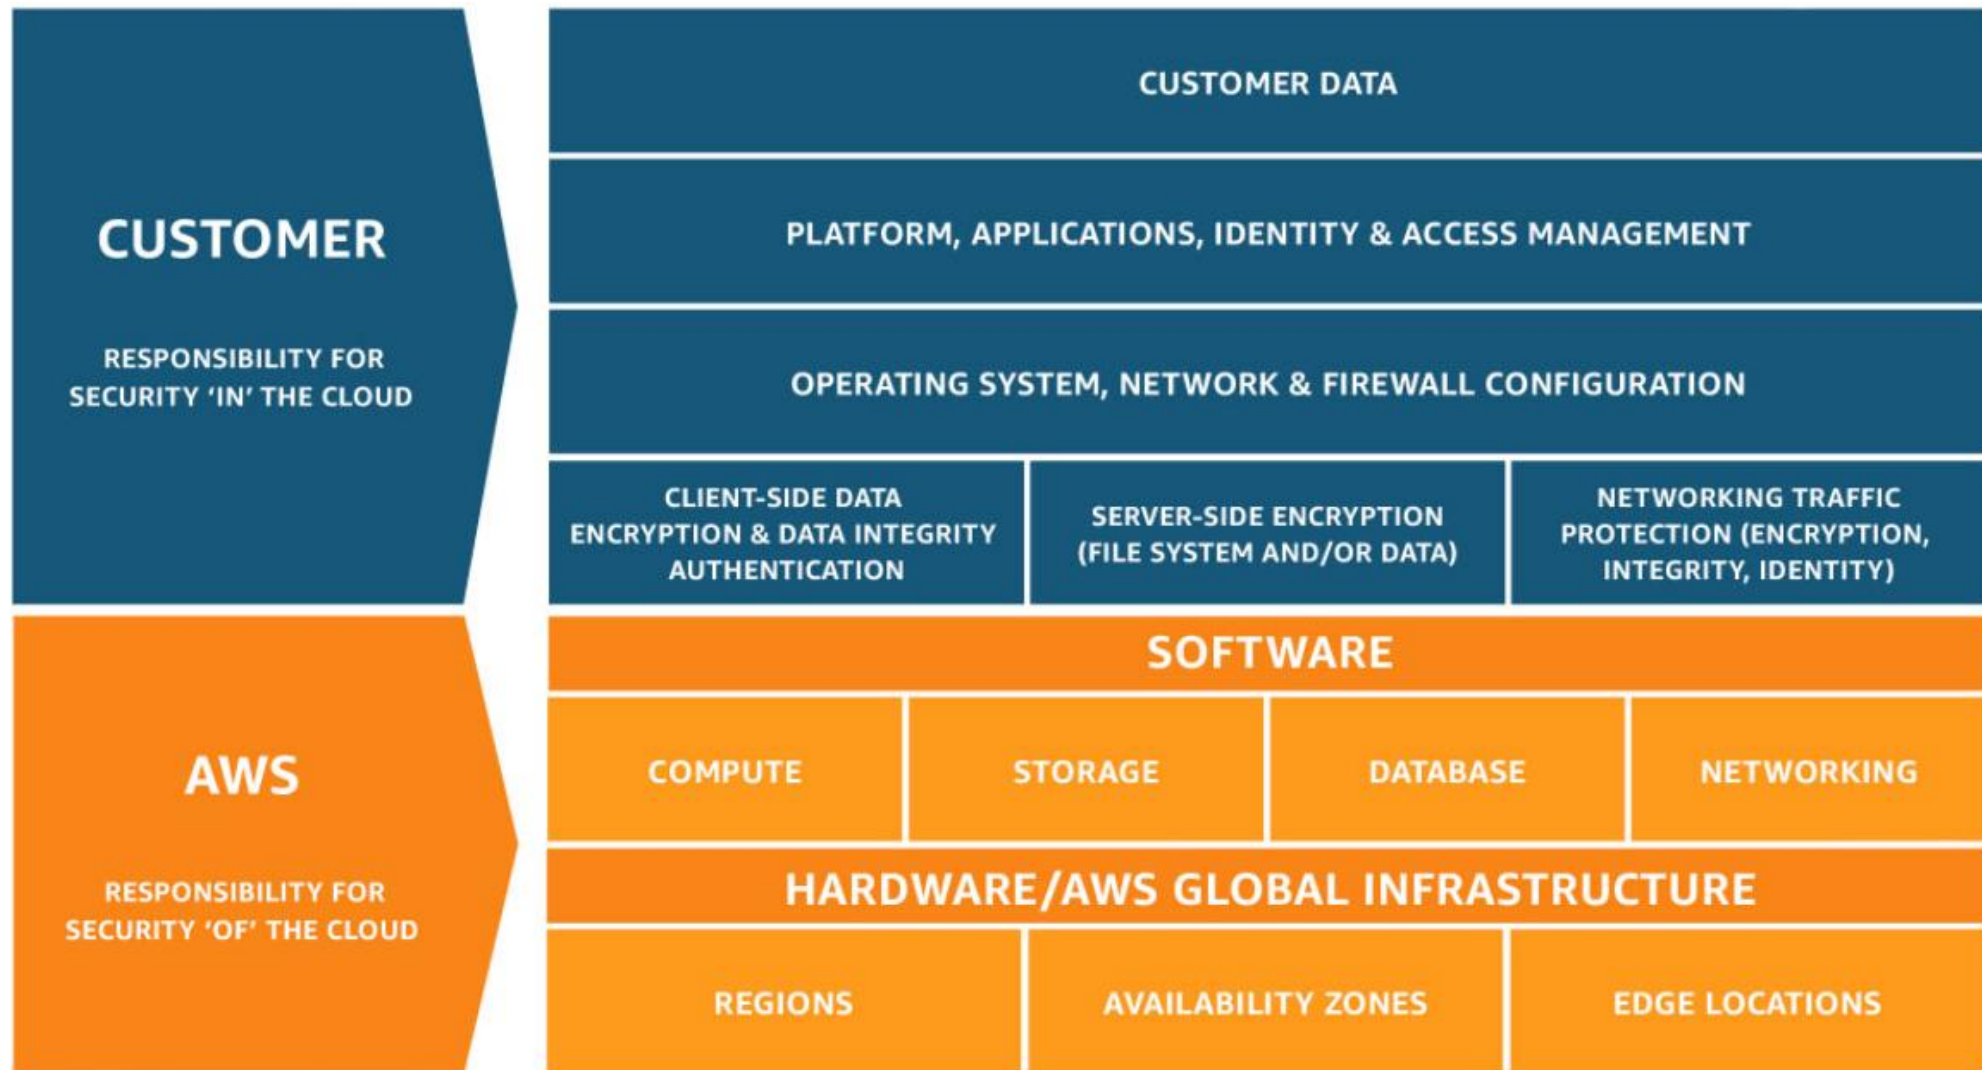 CUSTOMER
RESPONSIBILITY FOR
SECURITY ‘IN’ THE CLOUD
CUSTOMER DATA
PLATFORM, APPLICATIONS, IDENTITY & ACCESS MANAGEMENT
OPERATING SYSTEM, NETWORK & FIREWALL CONFIGURATION
CLIENT-SIDE DATA
ENCRYPTION & DATA INTEGRITY
AUTHENTICATION
SERVER-SIDE ENCRYPTION
(FILE SYSTEM AND/OR DATA)
NETWORKING TRAFFIC
PROTECTION (ENCRYPTION,
INTEGRITY, IDENTITY)
AWS
RESPONSIBILITY FOR
SECURITY ‘OF’ THE CLOUD
SOFTWARE
COMPUTE
STORAGE
DATABASE
NETWORKING
HARDWARE/AWS GLOBAL INFRASTRUCTURE
REGIONS
AVAILABILITY ZONES
EDGE LOCATIONS